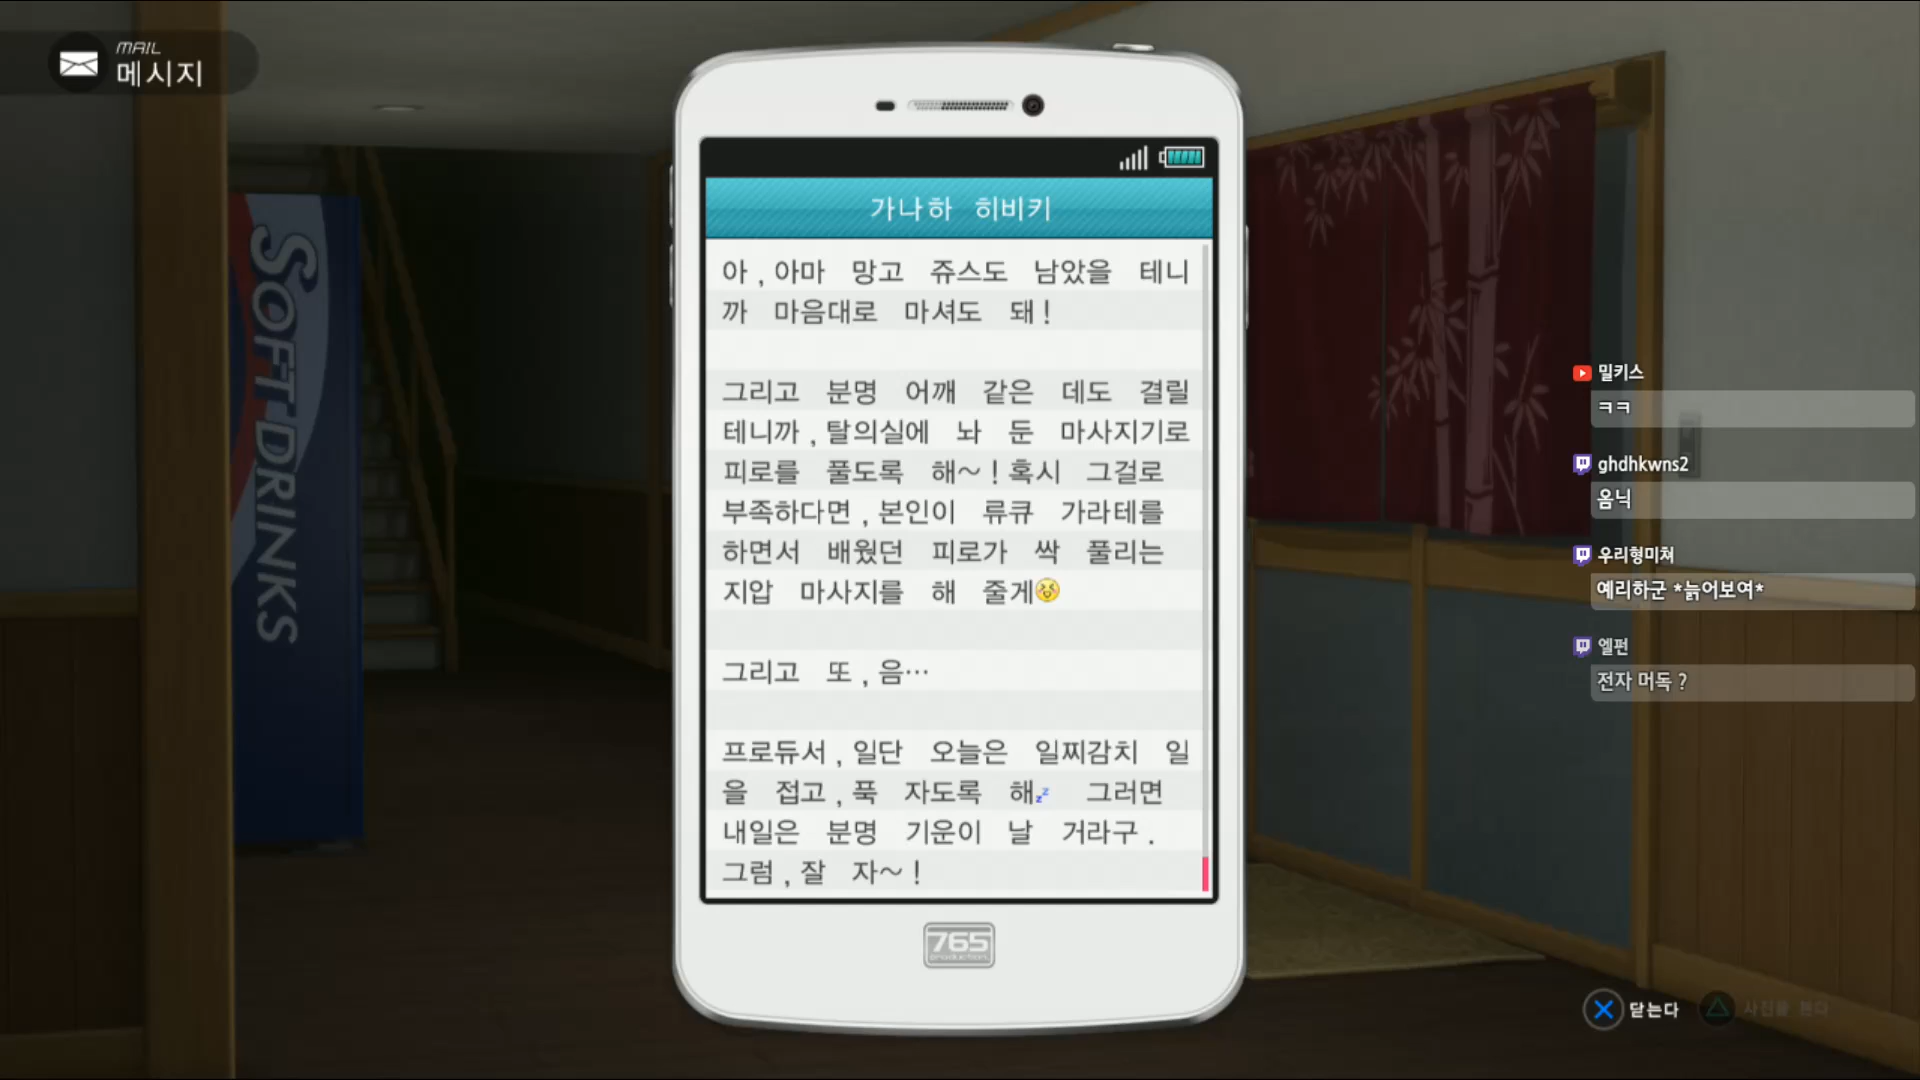 MAIL
메시지
SOFT DRINKS
가나하 히비키
아,아마 망고 쥬스도 남았을 테니
까 마음대로 마셔도 돼!
그리고 분명 어깨 같은 데도 결릴
테니까,탈의실에 놔 둔 마사지기로
피로를 풀도록 해～!혹시 그걸로
부족하다면,본인이 류큐 가라테를
하면서 배웠던 피로가 싹 풀리는
지압 마사지를 해 줄게😆
그리고 또,음…
프로듀서,일단 오늘은 일찌감치 일
을 접고,푹 자도록 해💤 그러면
내일은 분명 기운이 날 거라구.
그럼,잘 자～!
765
production
밀키스
ㅋㅋ
ghdhkwns2
옴닉
우리형미쳐
예리하군 *늙어보여*
엘펀
전자 머독 ?
닫는다
사진을 본다